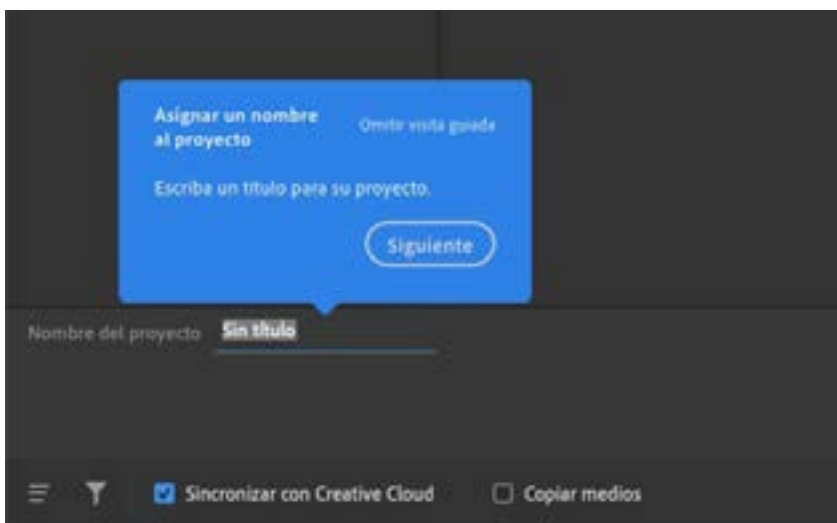 Asignar un nombre
al proyecto
Omitir visita guiada
Escriba un título para su proyecto.
Siguiente
Nombre del proyecto Sin título
Sincronizar con Creative Cloud Copiar medios